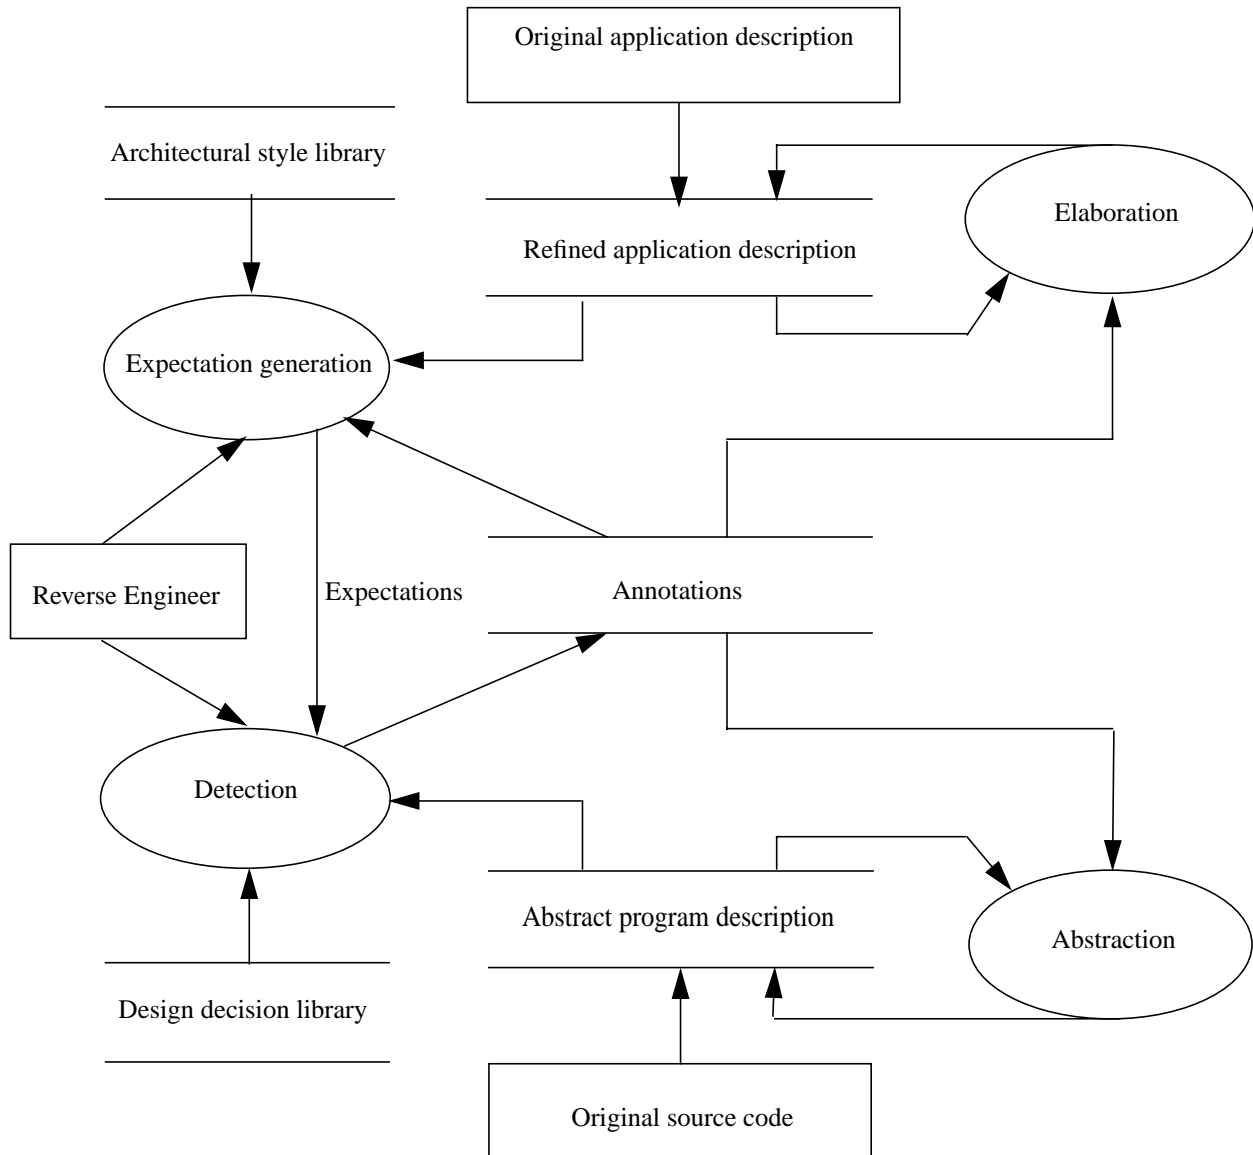 Original application description
Architectural style library
Elaboration
Refined application description
Expectation generation
Reverse Engineer
Expectations
Annotations
Detection
Abstract program description
Abstraction
Design decision library
Original source code